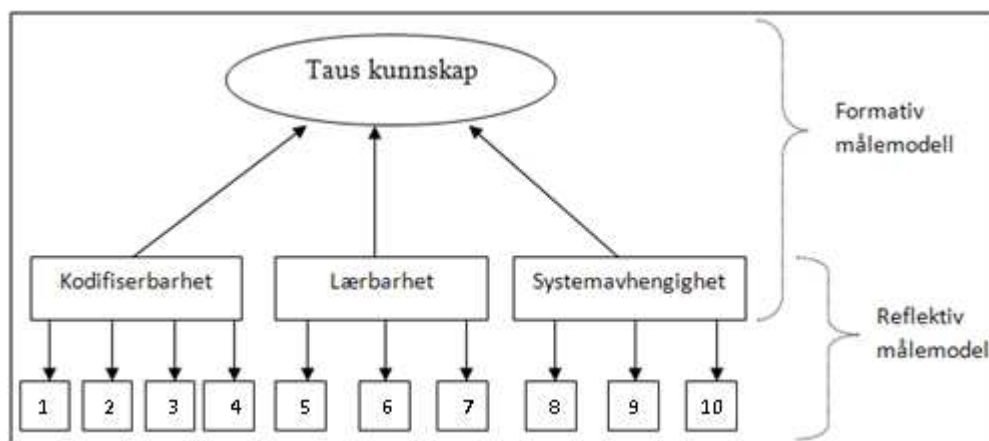 Taus kunnskap
Formativ
målemodell
Kodifiserbarhet
Lærbarhet
Systemavhengighet
Reflektiv
målemodel
1 2 3 4 5 6 7 8 9 10